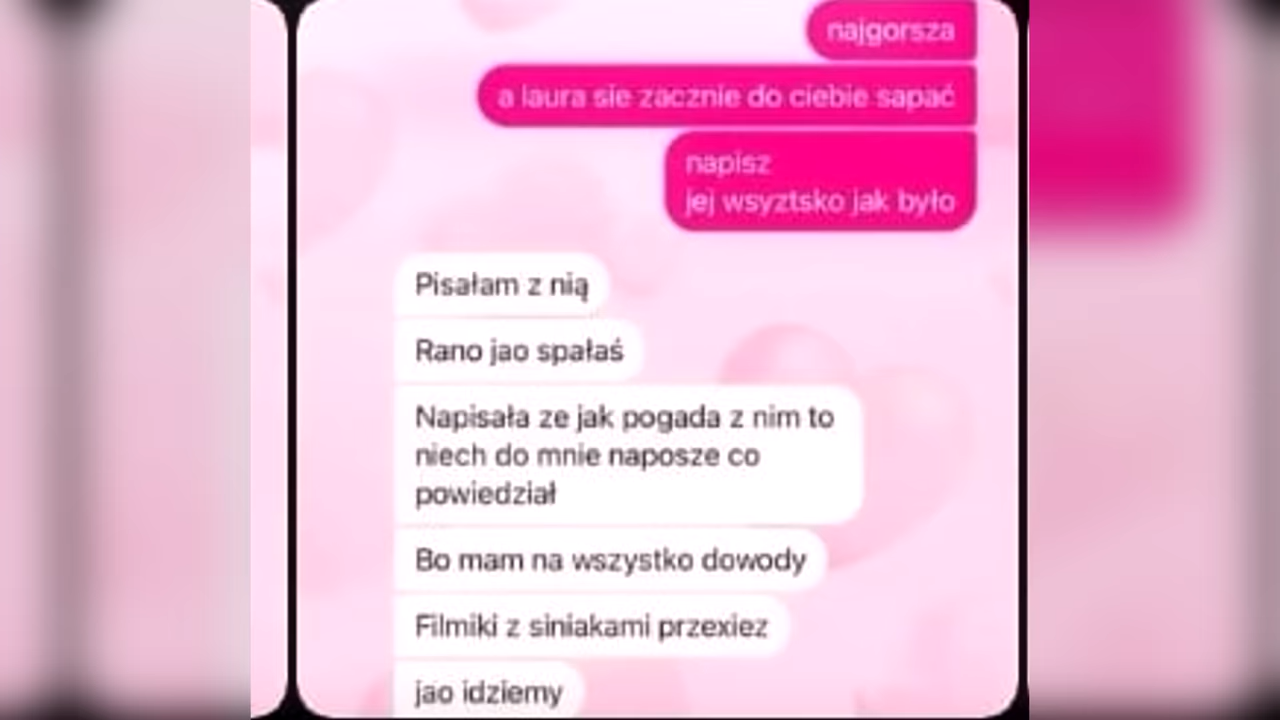 najgorsza
a laura sie zacznie do ciebie sapać
napisz
jej wsyztsko jak było
Pisałam z nią
Rano jao spałaś
Napisała ze jak pogada z nim to
niech do mnie naposze co
powiedział
Bo mam na wszystko dowody
Filmiki z siniakami przexiez
jao idziemy